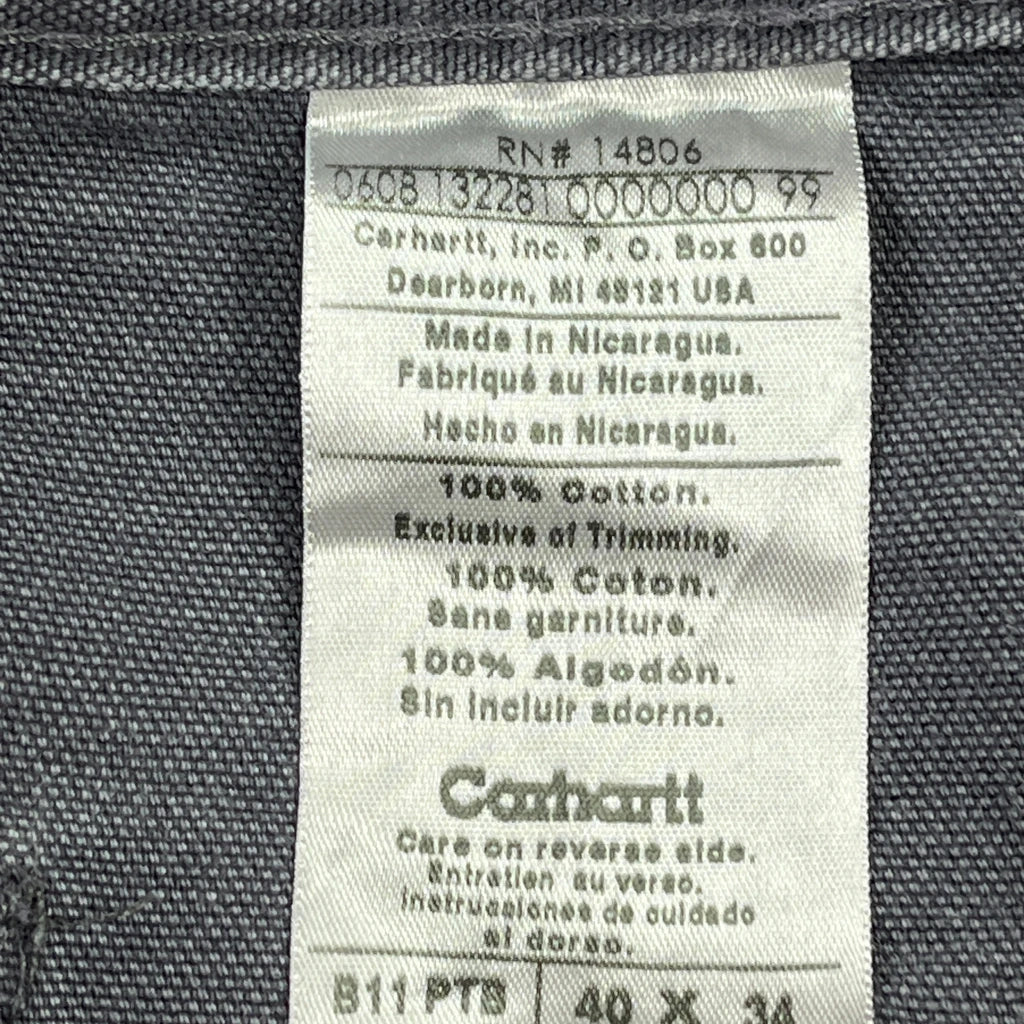 RN# 14806
0608 132281 0000000 99
Carhartt, Inc. P. O. Box 600
Dearborn, MI 48121 USA
Made in Nicaragua.
Fabriqué au Nicaragua.
Hecho en Nicaragua.
100% Cotton.
Exclusive of Trimming.
100% Coton.
Sans garniture.
100% Algodón.
Sin incluir adorno.
Carhartt
Care on reverse side.
Entretien au verso.
Instrucciones de cuidado
al dorso.
B11 PTB 40 X 34